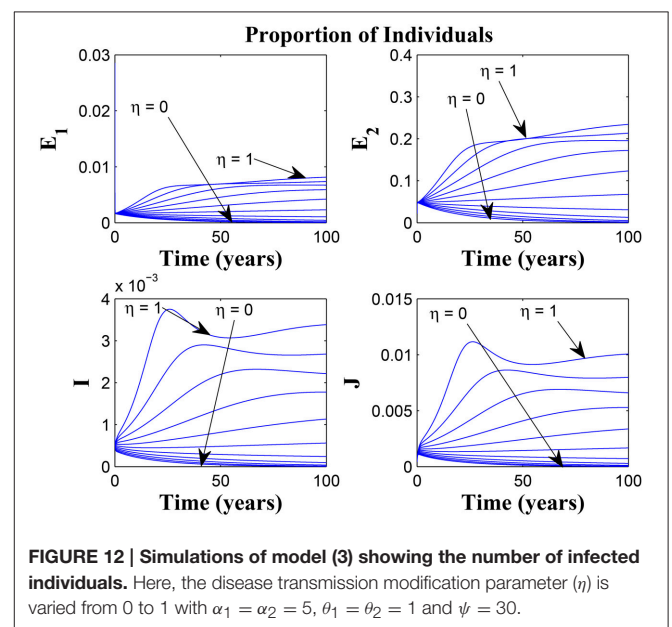 Proportion of Individuals
0.03
0.02
0.01
0
0
50
100
E_1
Time (years)
η = 0
η = 1
0.4
0.3
0.2
0.1
0
0
50
100
E_2
Time (years)
η = 0
η = 1
x 10^-3
4
3
2
1
0
0
50
100
I
Time (years)
η = 1
η = 0
0.015
0.01
0.005
0
0
50
100
J
Time (years)
η = 0
η = 1
FIGURE 12 | Simulations of model (3) showing the number of infected
individuals. Here, the disease transmission modification parameter (η) is
varied from 0 to 1 with α₁ = α₂ = 5, θ₁ = θ₂ = 1 and ψ = 30.